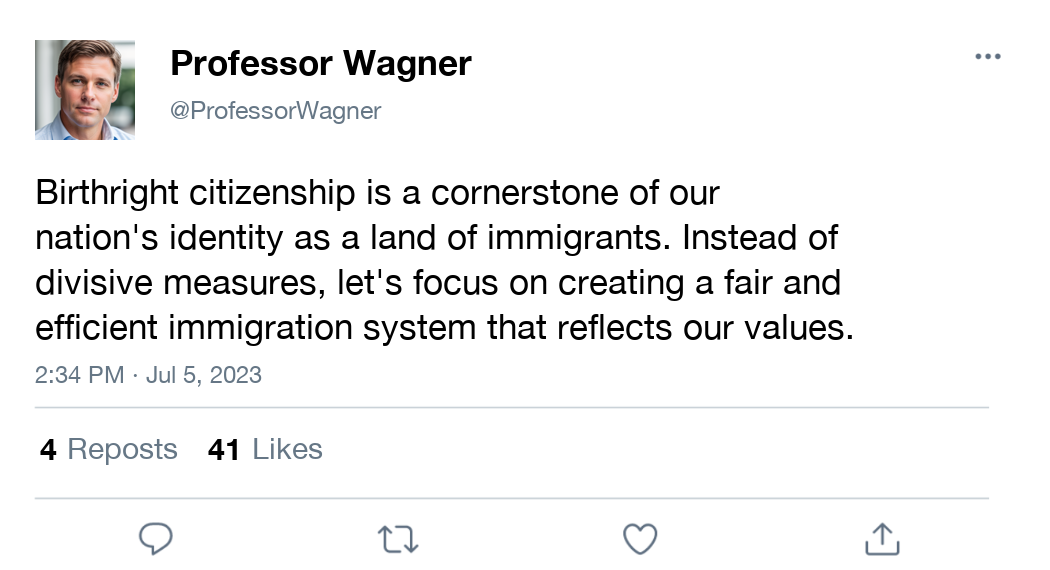 Professor Wagner
@ProfessorWagner
Birthright citizenship is a cornerstone of our
nation's identity as a land of immigrants. Instead of
divisive measures, let's focus on creating a fair and
efficient immigration system that reflects our values.
2:34 PM · Jul 5, 2023
4 Reposts 41 Likes